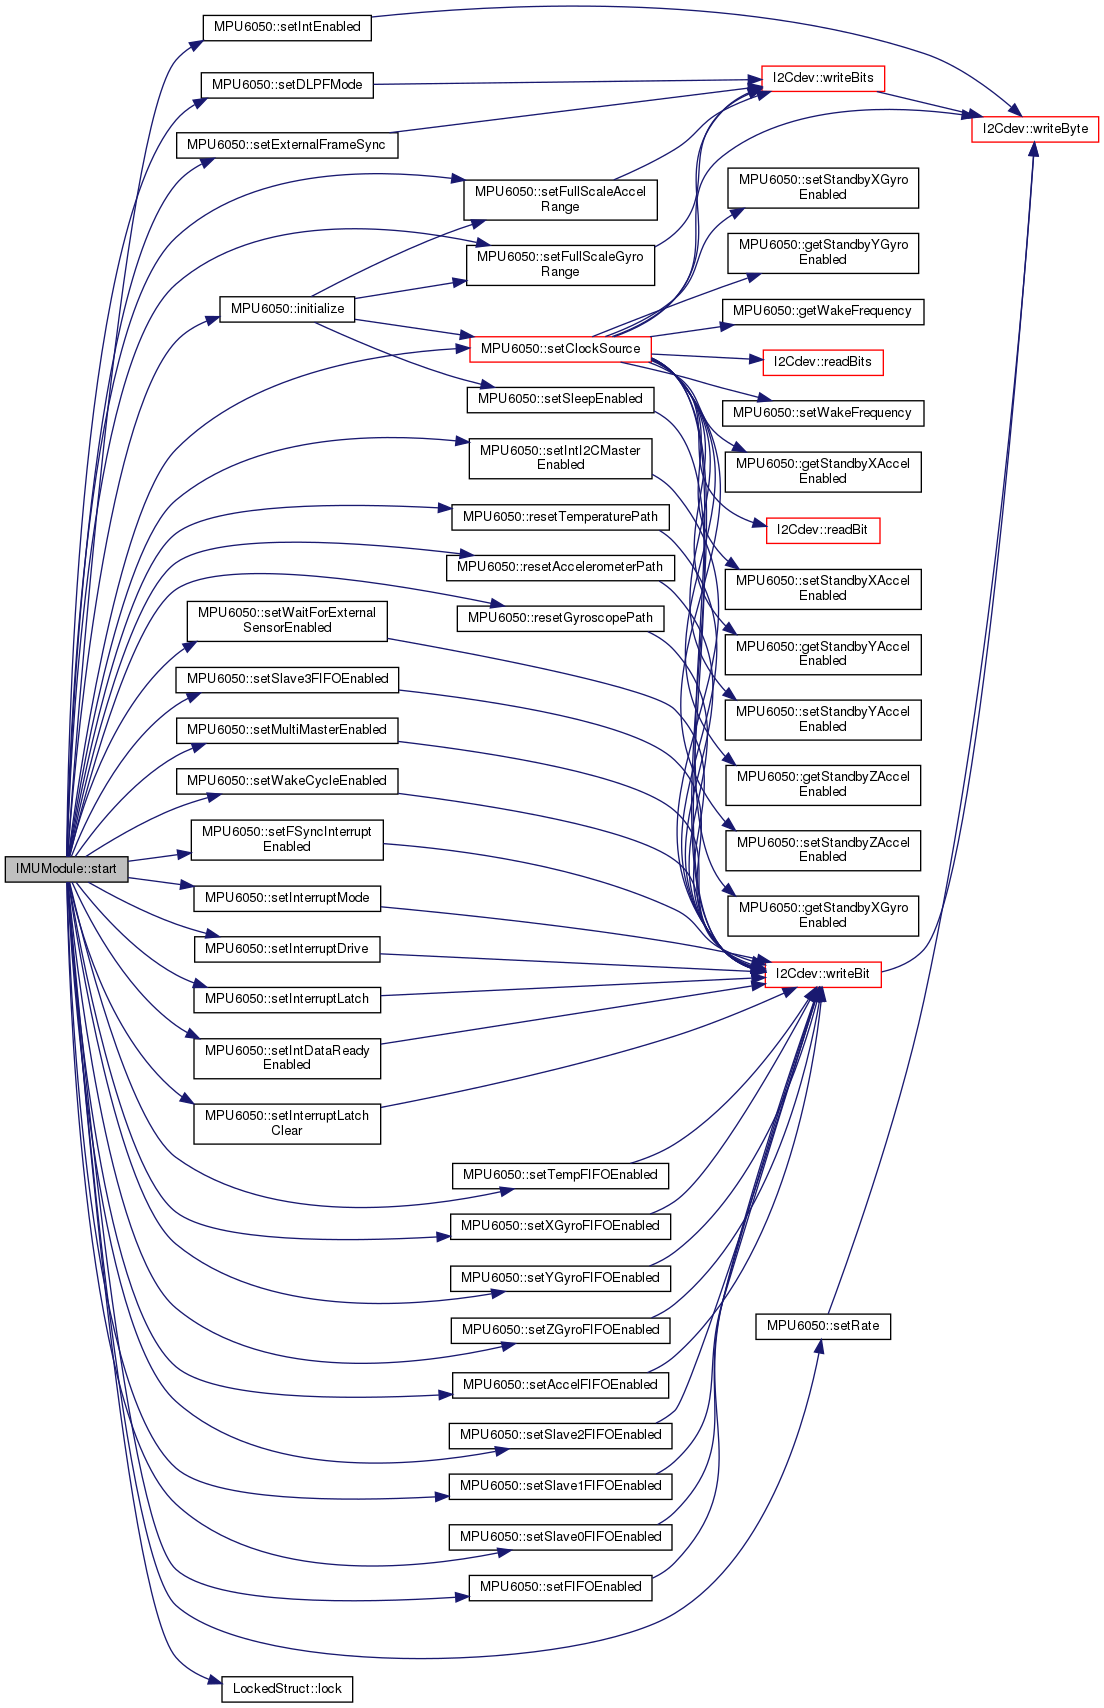 MPU6050::setIntEnabled
MPU6050::setDLPFMode
I2Cdev::writeBits
I2Cdev::writeByte
MPU6050::setExternalFrameSync
MPU6050::setFullScaleAccel
Range
MPU6050::setStandbyXGyro
Enabled
MPU6050::setFullScaleGyro
Range
MPU6050::getStandbyYGyro
Enabled
MPU6050::initialize
MPU6050::getWakeFrequency
MPU6050::setClockSource
I2Cdev::readBits
MPU6050::setSleepEnabled
MPU6050::setWakeFrequency
MPU6050::setIntI2CMaster
Enabled
MPU6050::getStandbyXAccel
Enabled
MPU6050::resetTemperaturePath
I2Cdev::readBit
MPU6050::resetAccelerometerPath
MPU6050::setStandbyXAccel
Enabled
MPU6050::resetGyroscopePath
MPU6050::setWaitForExternal
SensorEnabled
MPU6050::getStandbyYAccel
Enabled
MPU6050::setSlave3FIFOEnabled
MPU6050::setStandbyYAccel
Enabled
MPU6050::setMultiMasterEnabled
MPU6050::setWakeCycleEnabled
MPU6050::getStandbyZAccel
Enabled
MPU6050::setFSyncInterrupt
Enabled
MPU6050::setStandbyZAccel
Enabled
IMUModule::start
MPU6050::setInterruptMode
MPU6050::getStandbyXGyro
Enabled
MPU6050::setInterruptDrive
I2Cdev::writeBit
MPU6050::setInterruptLatch
MPU6050::setIntDataReady
Enabled
MPU6050::setInterruptLatch
Clear
MPU6050::setTempFIFOEnabled
MPU6050::setXGyroFIFOEnabled
MPU6050::setYGyroFIFOEnabled
MPU6050::setZGyroFIFOEnabled
MPU6050::setRate
MPU6050::setAccelFIFOEnabled
MPU6050::setSlave2FIFOEnabled
MPU6050::setSlave1FIFOEnabled
MPU6050::setSlave0FIFOEnabled
MPU6050::setFIFOEnabled
LockedStruct::lock